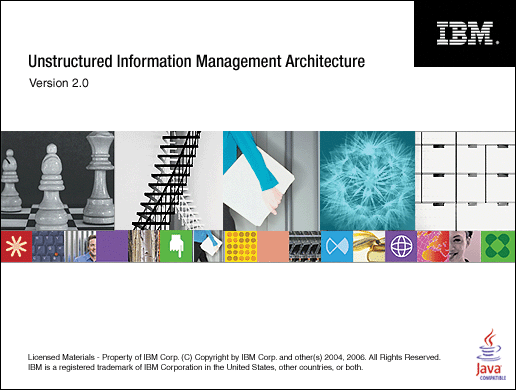 IBM.
Unstructured Information Management Architecture
Version 2.0
Licensed Materials - Property of IBM Corp. (C) Copyright by IBM Corp. and other(s) 2004, 2006. All Rights Reserved.
IBM is a registered trademark of IBM Corporation in the United States, other countries, or both.
Java
COMPATIBLE